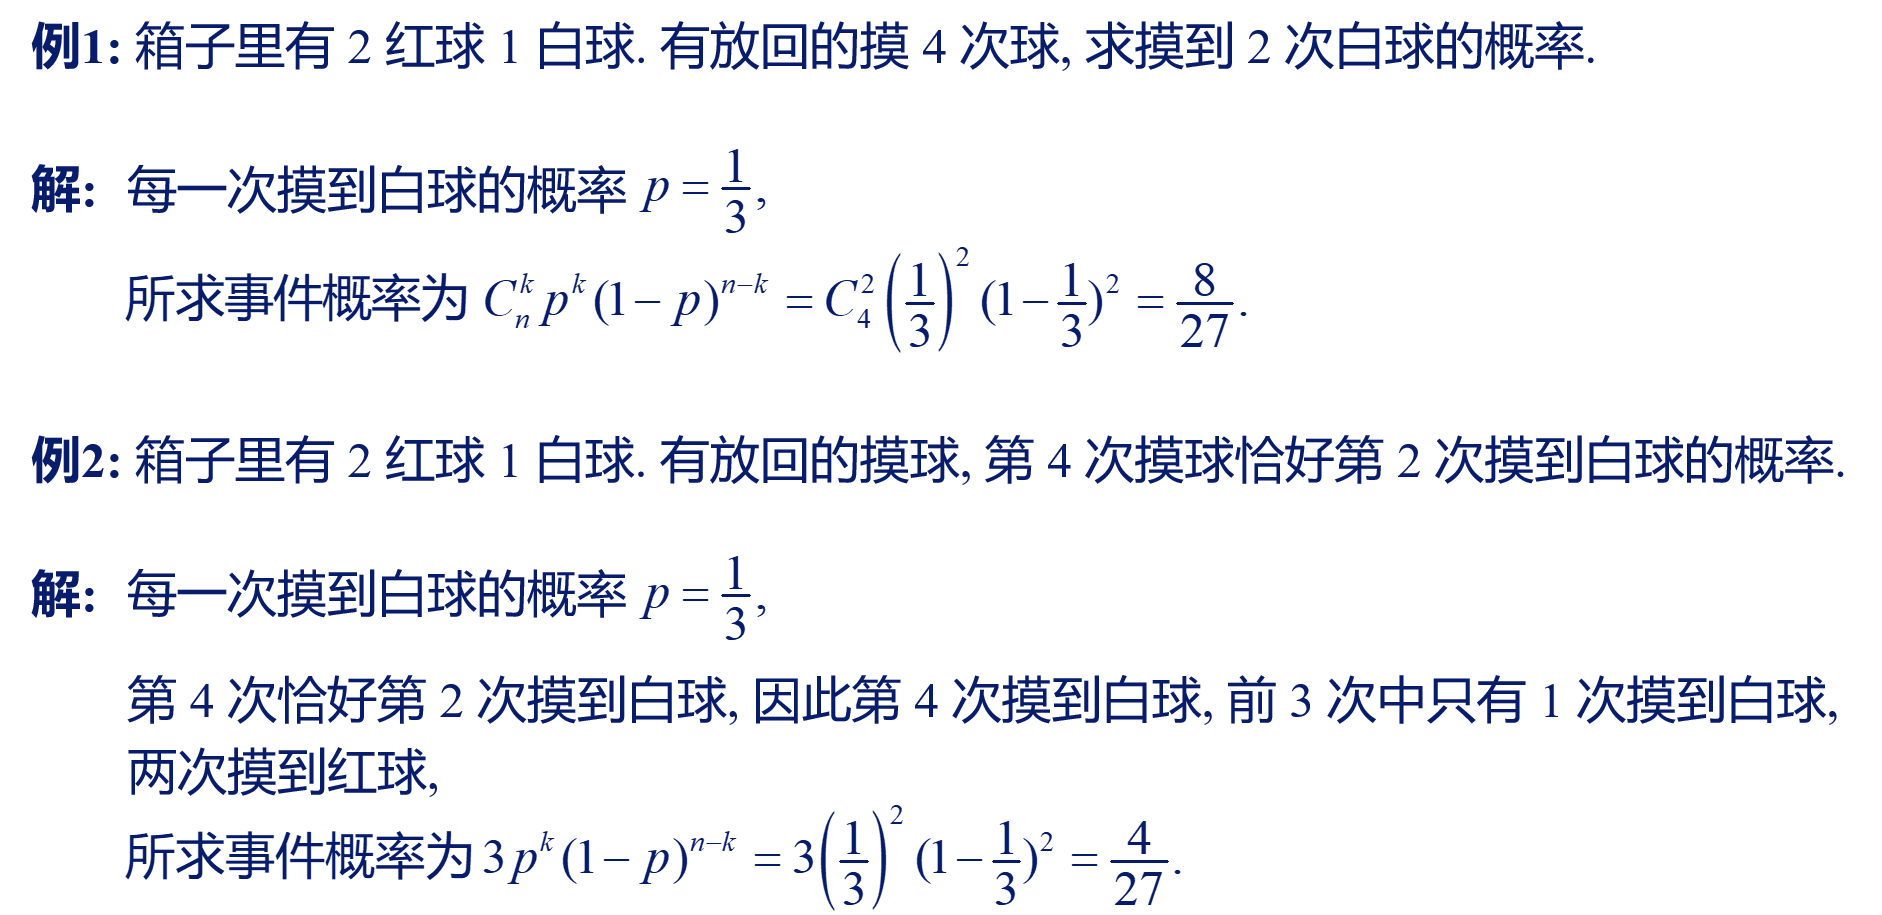 例1: 箱子里有 2 红球 1 白球. 有放回的摸 4 次球, 求摸到 2 次白球的概率.
解: 每一次摸到白球的概率 $p = \frac{1}{3}$,
所求事件概率为 $C_n^k p^k (1-p)^{n-k} = C_4^2 \left(\frac{1}{3}\right)^2 (1-\frac{1}{3})^2 = \frac{8}{27}$.
例2: 箱子里有 2 红球 1 白球. 有放回的摸球, 第 4 次摸球恰好第 2 次摸到白球的概率.
解: 每一次摸到白球的概率 $p = \frac{1}{3}$,
第 4 次恰好第 2 次摸到白球, 因此第 4 次摸到白球, 前 3 次中只有 1 次摸到白球,
两次摸到红球,
所求事件概率为 $3 p^k (1-p)^{n-k} = 3 \left(\frac{1}{3}\right)^2 (1-\frac{1}{3})^2 = \frac{4}{27}$.